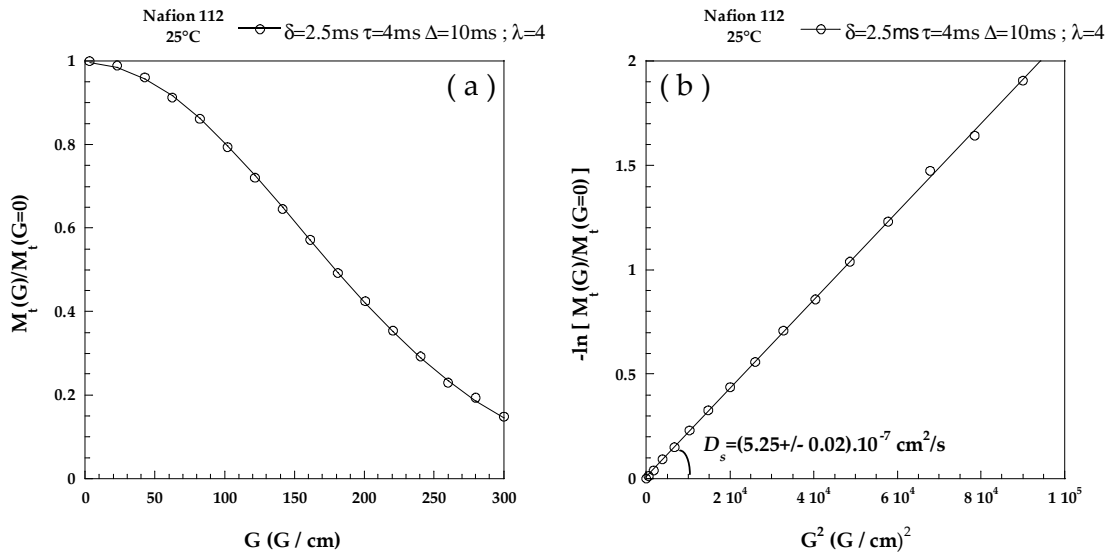 Nafion 112
25°C
δ=2.5ms τ=4ms Δ=10ms ; λ=4
( a )
M_t(G)/M_t(G=0)
1
0.8
0.6
0.4
0.2
0
0 50 100 150 200 250 300
G (G / cm)
Nafion 112
25°C
δ=2.5ms τ=4ms Δ=10ms ; λ=4
( b )
-ln [ M_t(G)/M_t(G=0) ]
2
1.5
1
0.5
0
D_s=(5.25+/- 0.02).10^-7 cm^2/s
0 2 10^4 4 10^4 6 10^4 8 10^4 1 10^5
G^2 (G / cm)^2